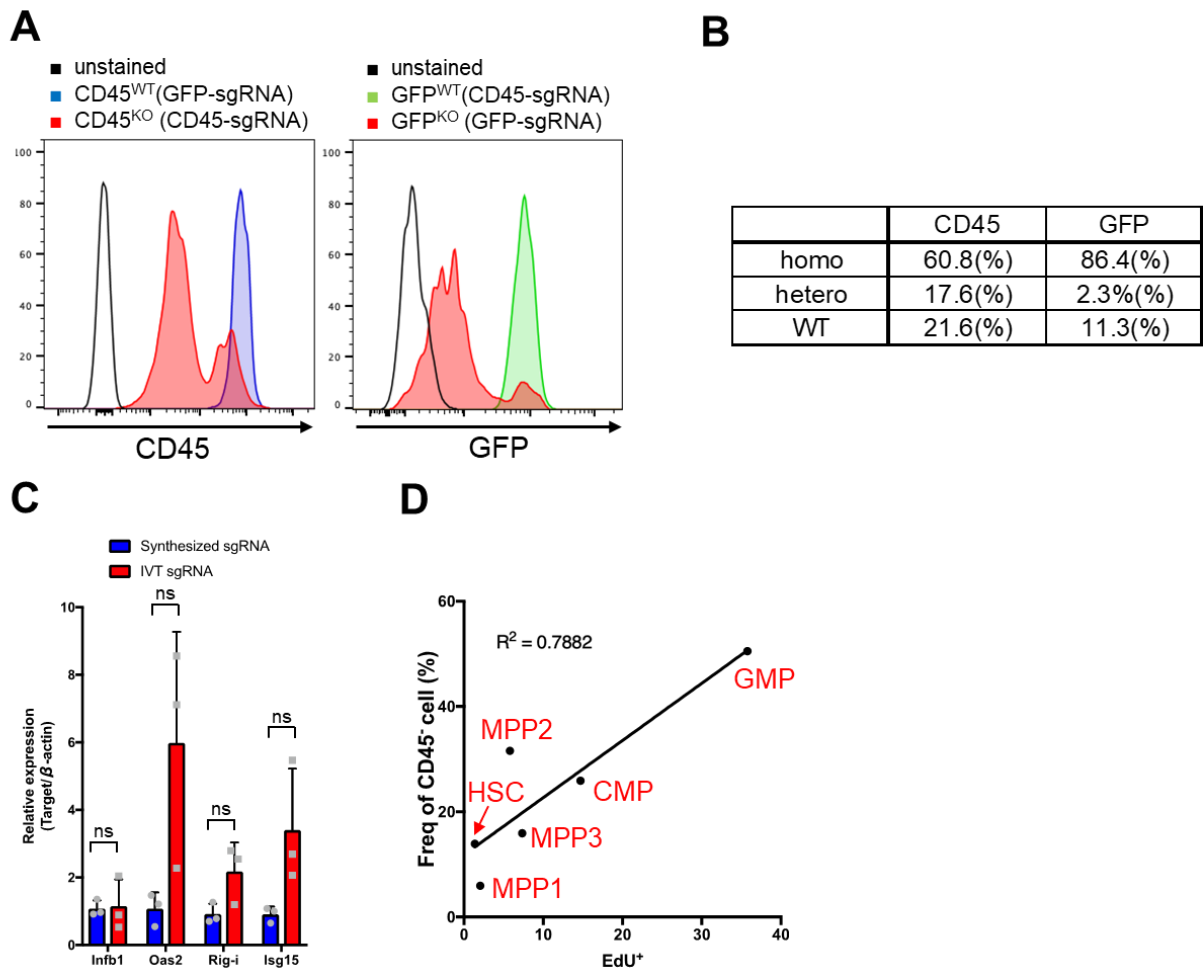 A
unstained
CD45WT(GFP-sgRNA)
CD45KO (CD45-sgRNA)
100
80
60
40
20
0
CD45
unstained
GFPWT(CD45-sgRNA)
GFPKO (GFP-sgRNA)
100
80
60
40
20
0
GFP
B
CD45 GFP
homo 60.8(%) 86.4(%)
hetero 17.6(%) 2.3%(%)
WT 21.6(%) 11.3(%)
C
Synthesized sgRNA
IVT sgRNA
Relative expression
(Target/β-actin)
10
8
6
4
2
0
ns
ns
ns
ns
Infb1 Oas2 Rig-i Isg15
D
Freq of CD45- cell (%)
60
40
20
0
R2 = 0.7882
GMP
MPP2
HSC
CMP
MPP3
MPP1
0 10 20 30 40
EdU+